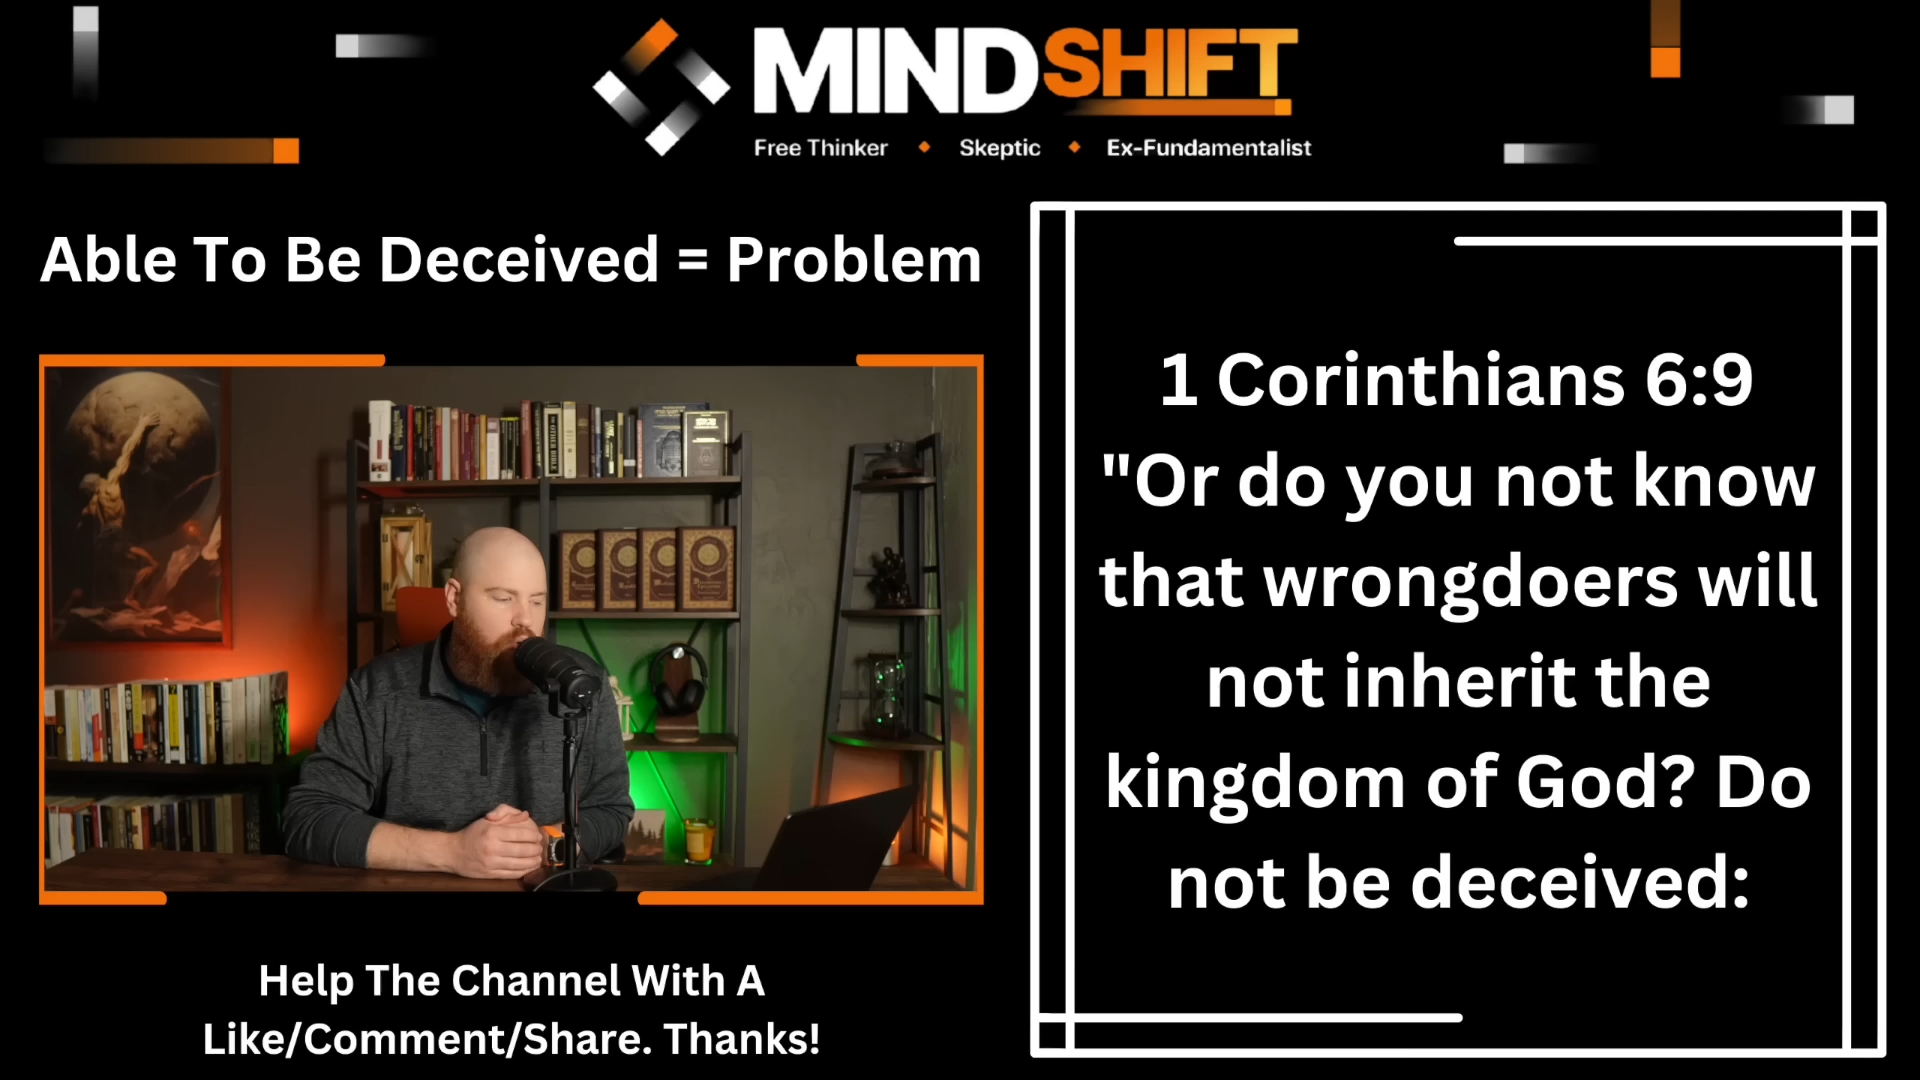 MINDSHIFT
Free Thinker Skeptic Ex-Fundamentalist
Able To Be Deceived = Problem
1 Corinthians 6:9
"Or do you not know
that wrongdoers will
not inherit the
kingdom of God? Do
not be deceived:
Help The Channel With A
Like/Comment/Share. Thanks!